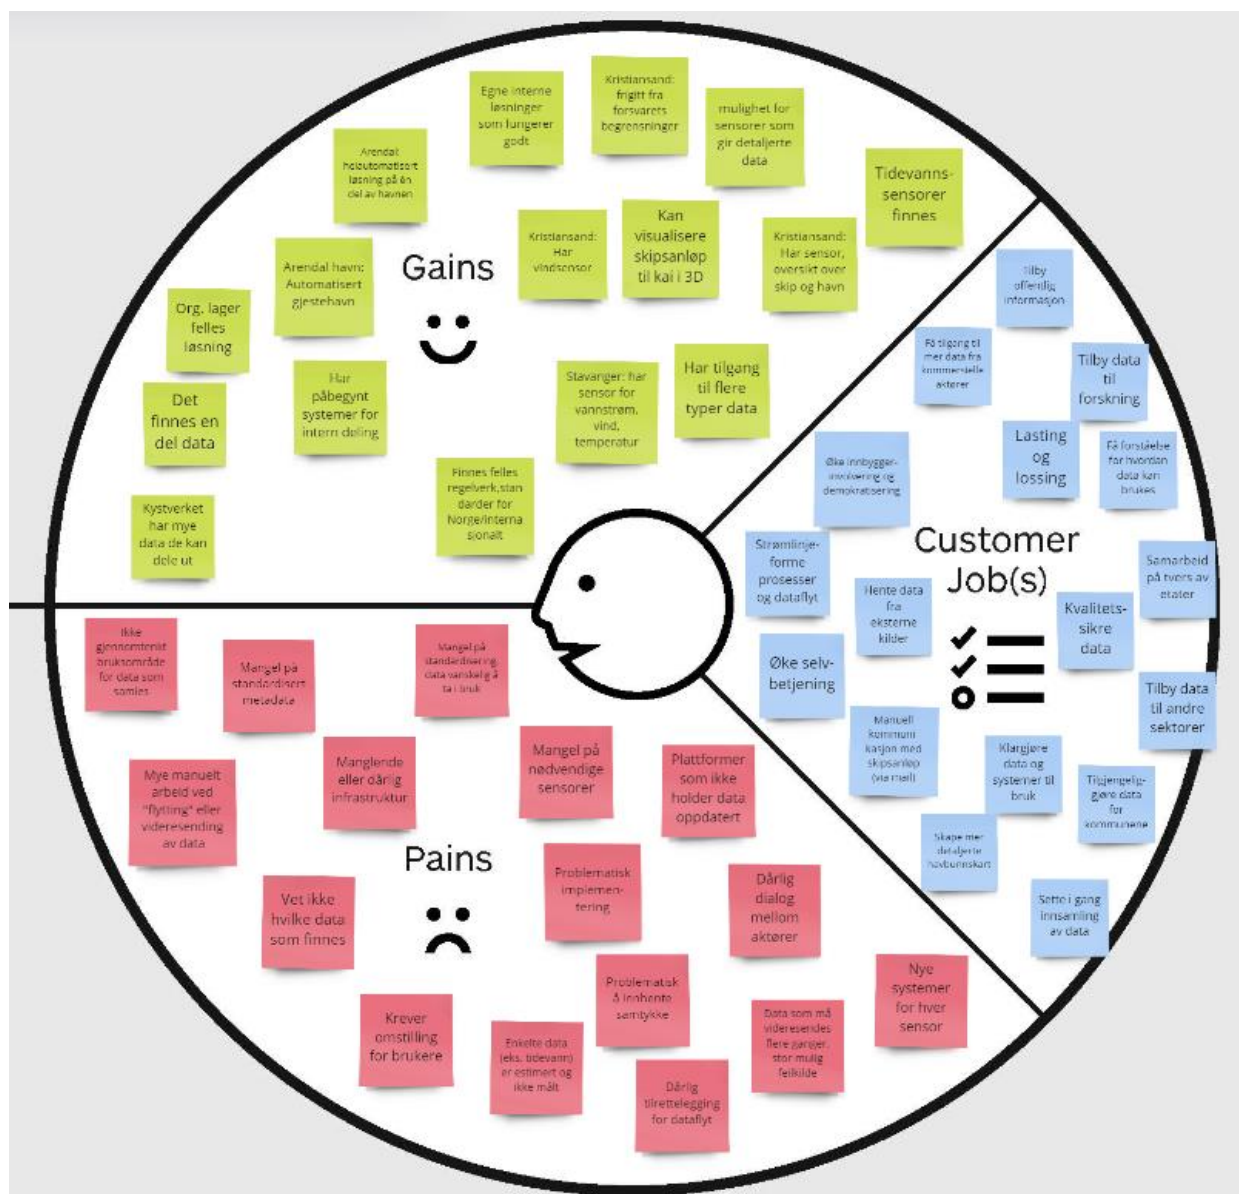 Egne interne
løsninger
som fungerer
godt
Kristiansand:
frigitt fra
forsvarets
begrensninger
mulighet for
sensorer som
gir detaljerte
data
Arendal:
helautomatisert
løsning på én
del av havnen
Tidevanns-
sensorer
finnes
Kristiansand:
Har
vindsensor
Kan
visualisere
skipsanløp
til kai i 3D
Kristiansand:
Har sensor,
oversikt over
skip og havn
Gains
Arendal havn:
Automatisert
gjestehavn
Org. lager
felles
løsning
Det
finnes en
del data
Har
påbegynt
systemer for
intern deling
Stavanger: har
sensor for
vannstrøm,
vind,
temperatur
Har tilgang
til flere
typer data
Finnes felles
regelverk,stan
darder for
Norge/interna
sjonalt
Kystverket
har mye
data de kan
dele ut
Tilby
offentlig
informasjon
Få tilgang til
mer data fra
kommersielle
aktører
Tilby data
til
forskning
Lasting
og
lossing
Få forståelse
for hvordan
data kan
brukes
Øke innbygger-
involvering og
demokratisering
Customer
Job(s)
Strømlinje-
forme
prosesser
og dataflyt
Hente data
fra
eksterne
kilder
Samarbeid
på tvers av
etater
Kvalitets-
sikre
data
Øke selv-
betjening
Tilby data
til andre
sektorer
Manuell
kommuni
kasjon med
skipsanløp
(via mail)
Klargjøre
data og
systemer til
bruk
Tilgjengelig-
gjøre data
for
kommunene
Skape mer
detaljerte
havbunnskart
Sette i gang
innsamling
av data
Ikke
gjennomtenkt
bruksområde
for data som
samles
Mangel på
standardisert
metadata
Mangel på
standardisering,
data vanskelig å
ta i bruk
Mye manuelt
arbeid ved
"flytting" eller
videresending
av data
Manglende
eller dårlig
infrastruktur
Mangel på
nødvendige
sensorer
Plattformer
som ikke
holder data
oppdatert
Pains
Vet ikke
hvilke data
som finnes
Problematisk
implemen-
tering
Dårlig
dialog
mellom
aktører
Krever
omstilling
for brukere
Enkelte data
(eks. tidevann)
er estimert og
ikke målt
Problematisk
å innhente
samtykke
Data som må
videresendes
flere ganger,
stor mulig
feilkilde
Nye
systemer
for hver
sensor
Dårlig
tilrettelegging
for dataflyt